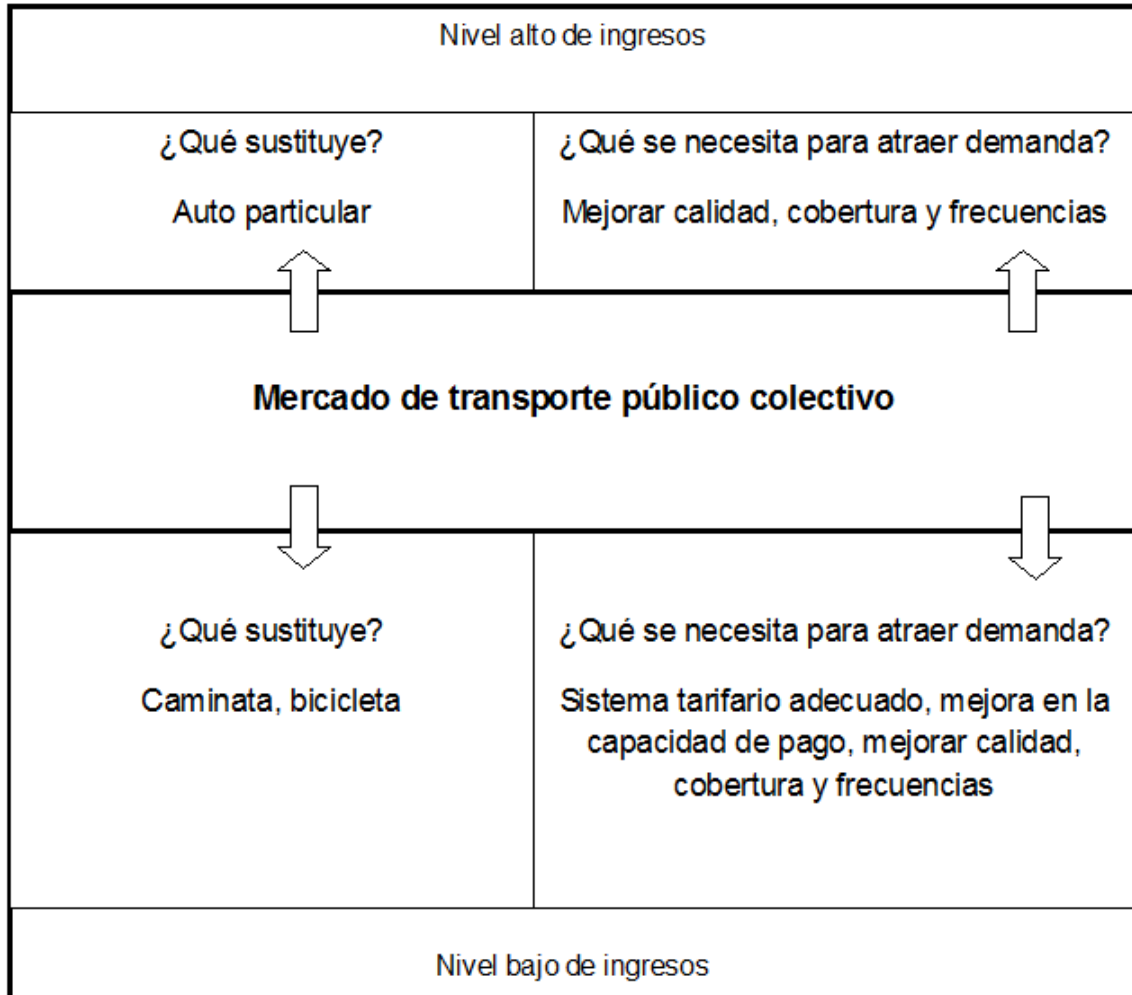 Nivel alto de ingresos
¿Qué sustituye?
Auto particular
¿Qué se necesita para atraer demanda?
Mejorar calidad, cobertura y frecuencias
Mercado de transporte público colectivo
¿Qué sustituye?
Caminata, bicicleta
¿Qué se necesita para atraer demanda?
Sistema tarifario adecuado, mejora en la
capacidad de pago, mejorar calidad,
cobertura y frecuencias
Nivel bajo de ingresos